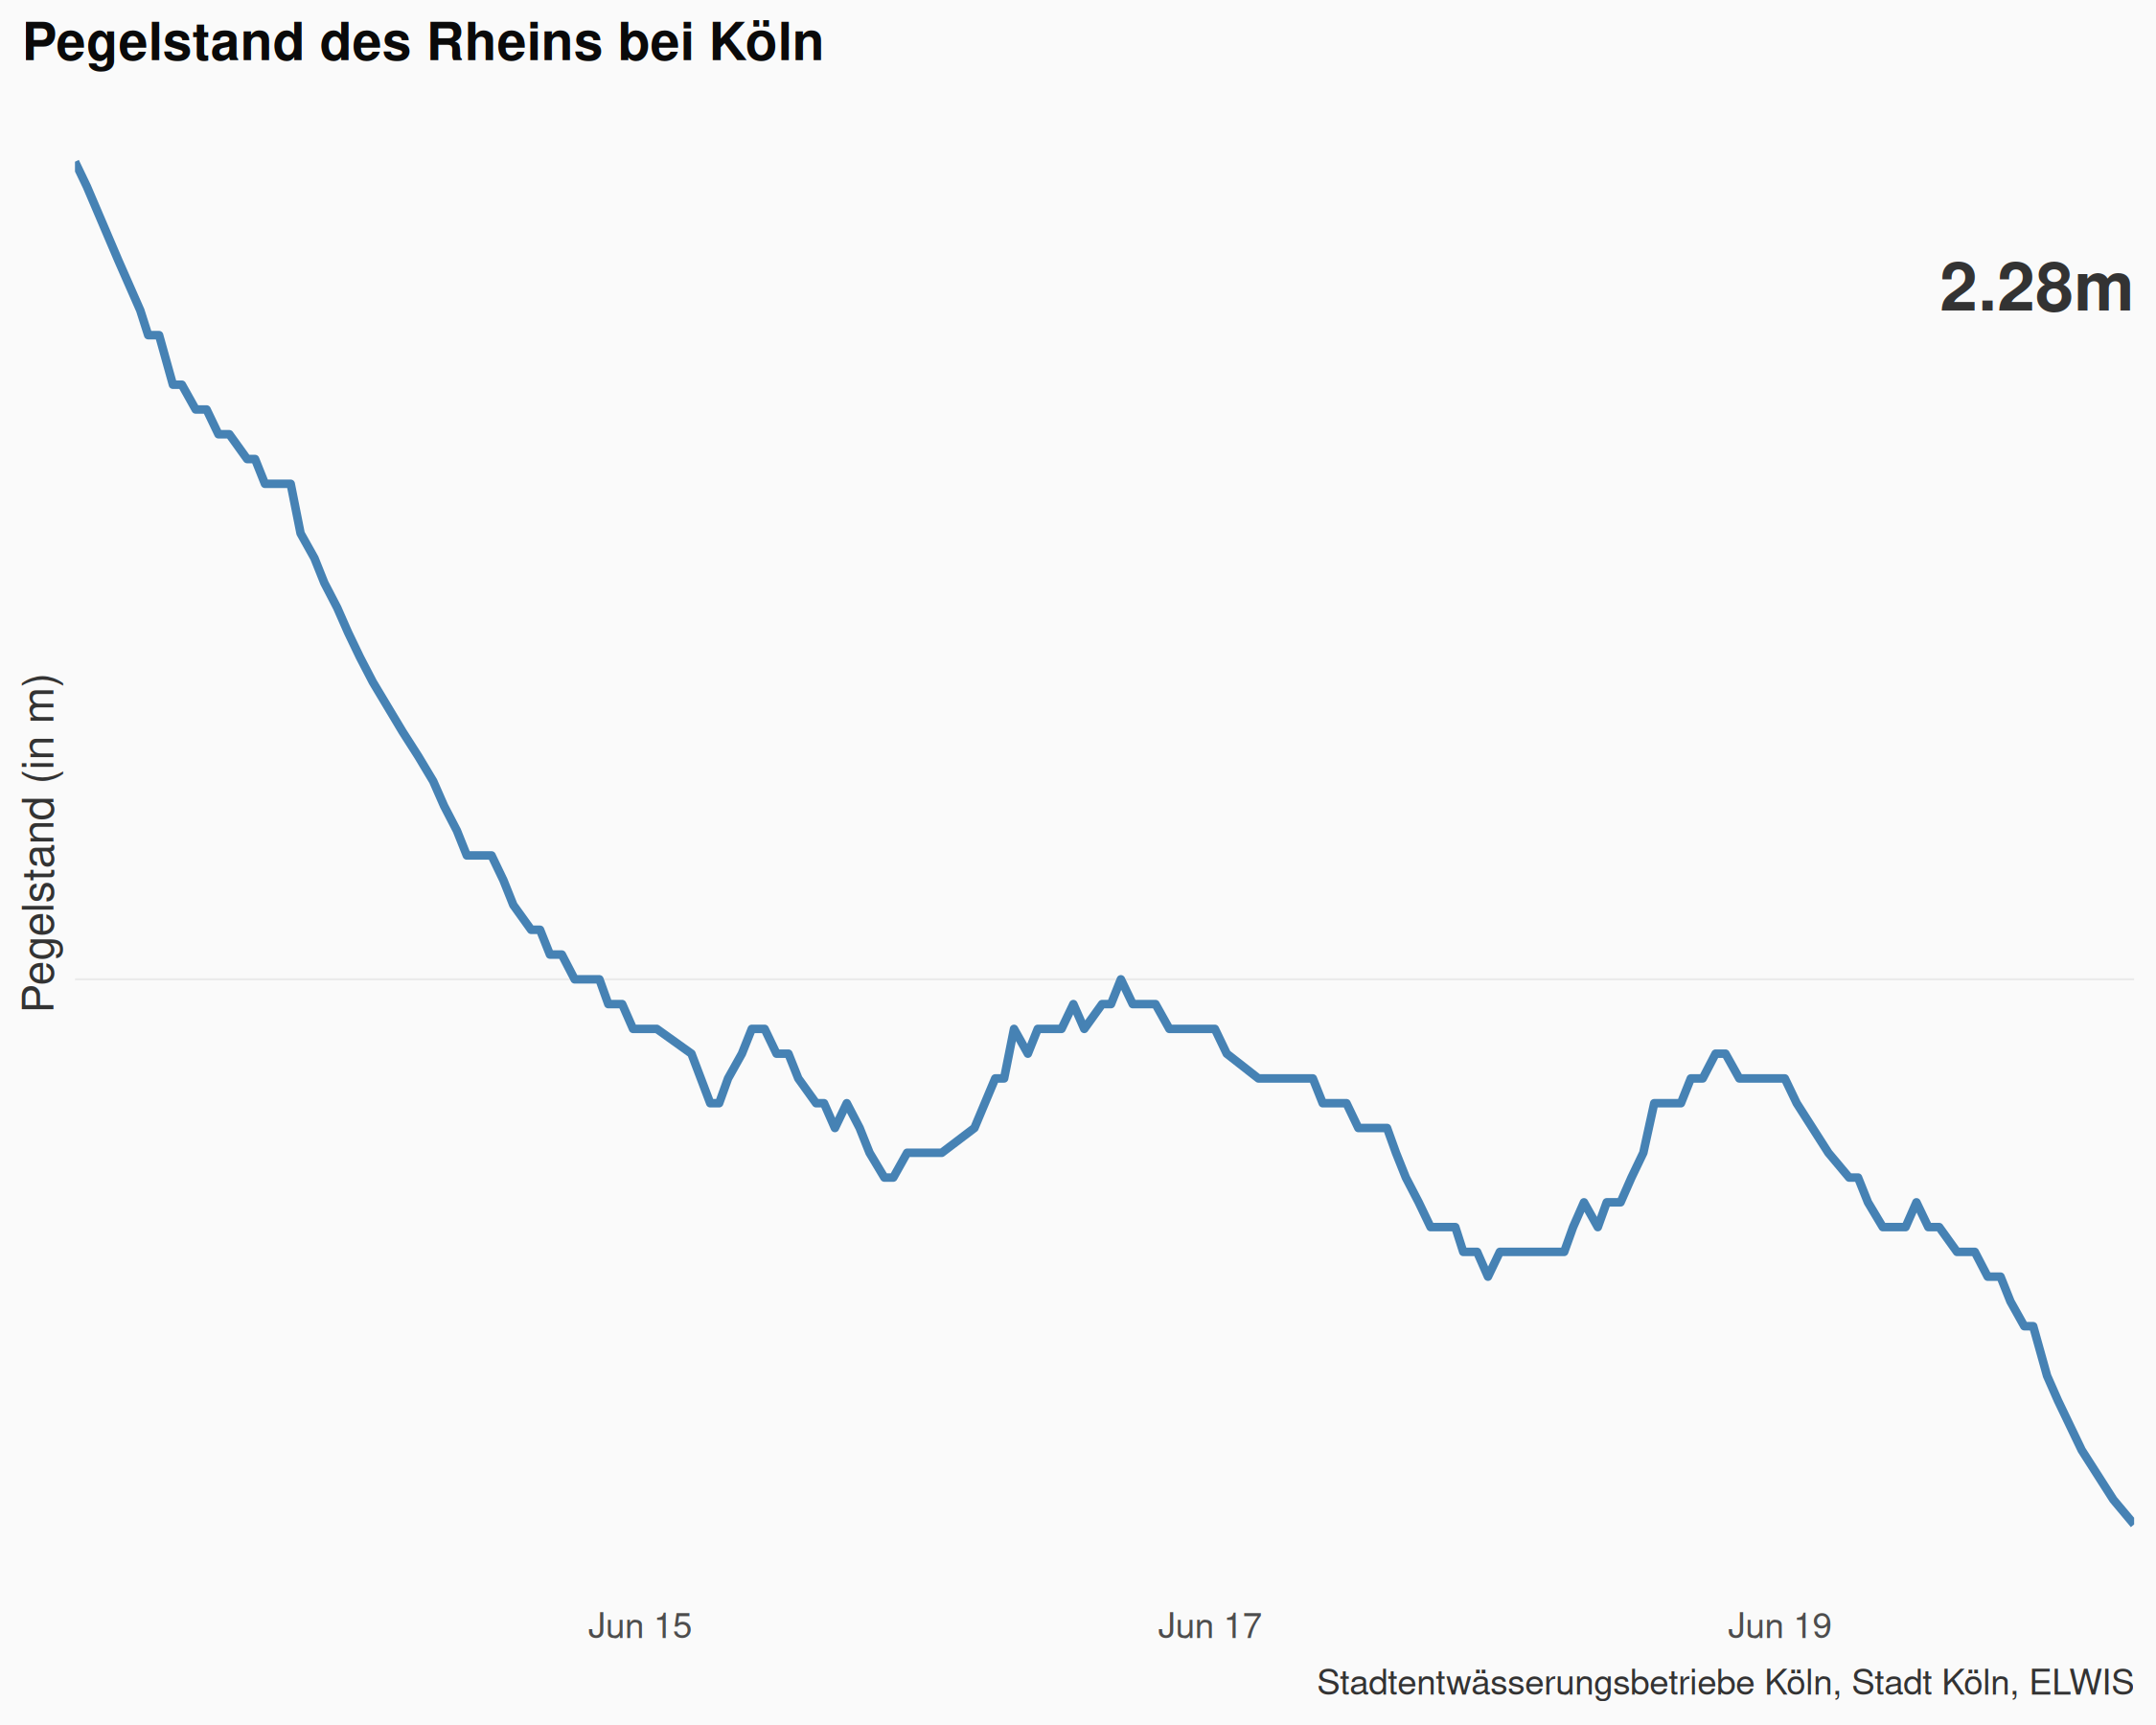 Pegelstand des Rheins bei Köln
2.28m
Pegelstand (in m)
Jun 15
Jun 17
Jun 19
Stadtentwässerungsbetriebe Köln, Stadt Köln, ELWIS